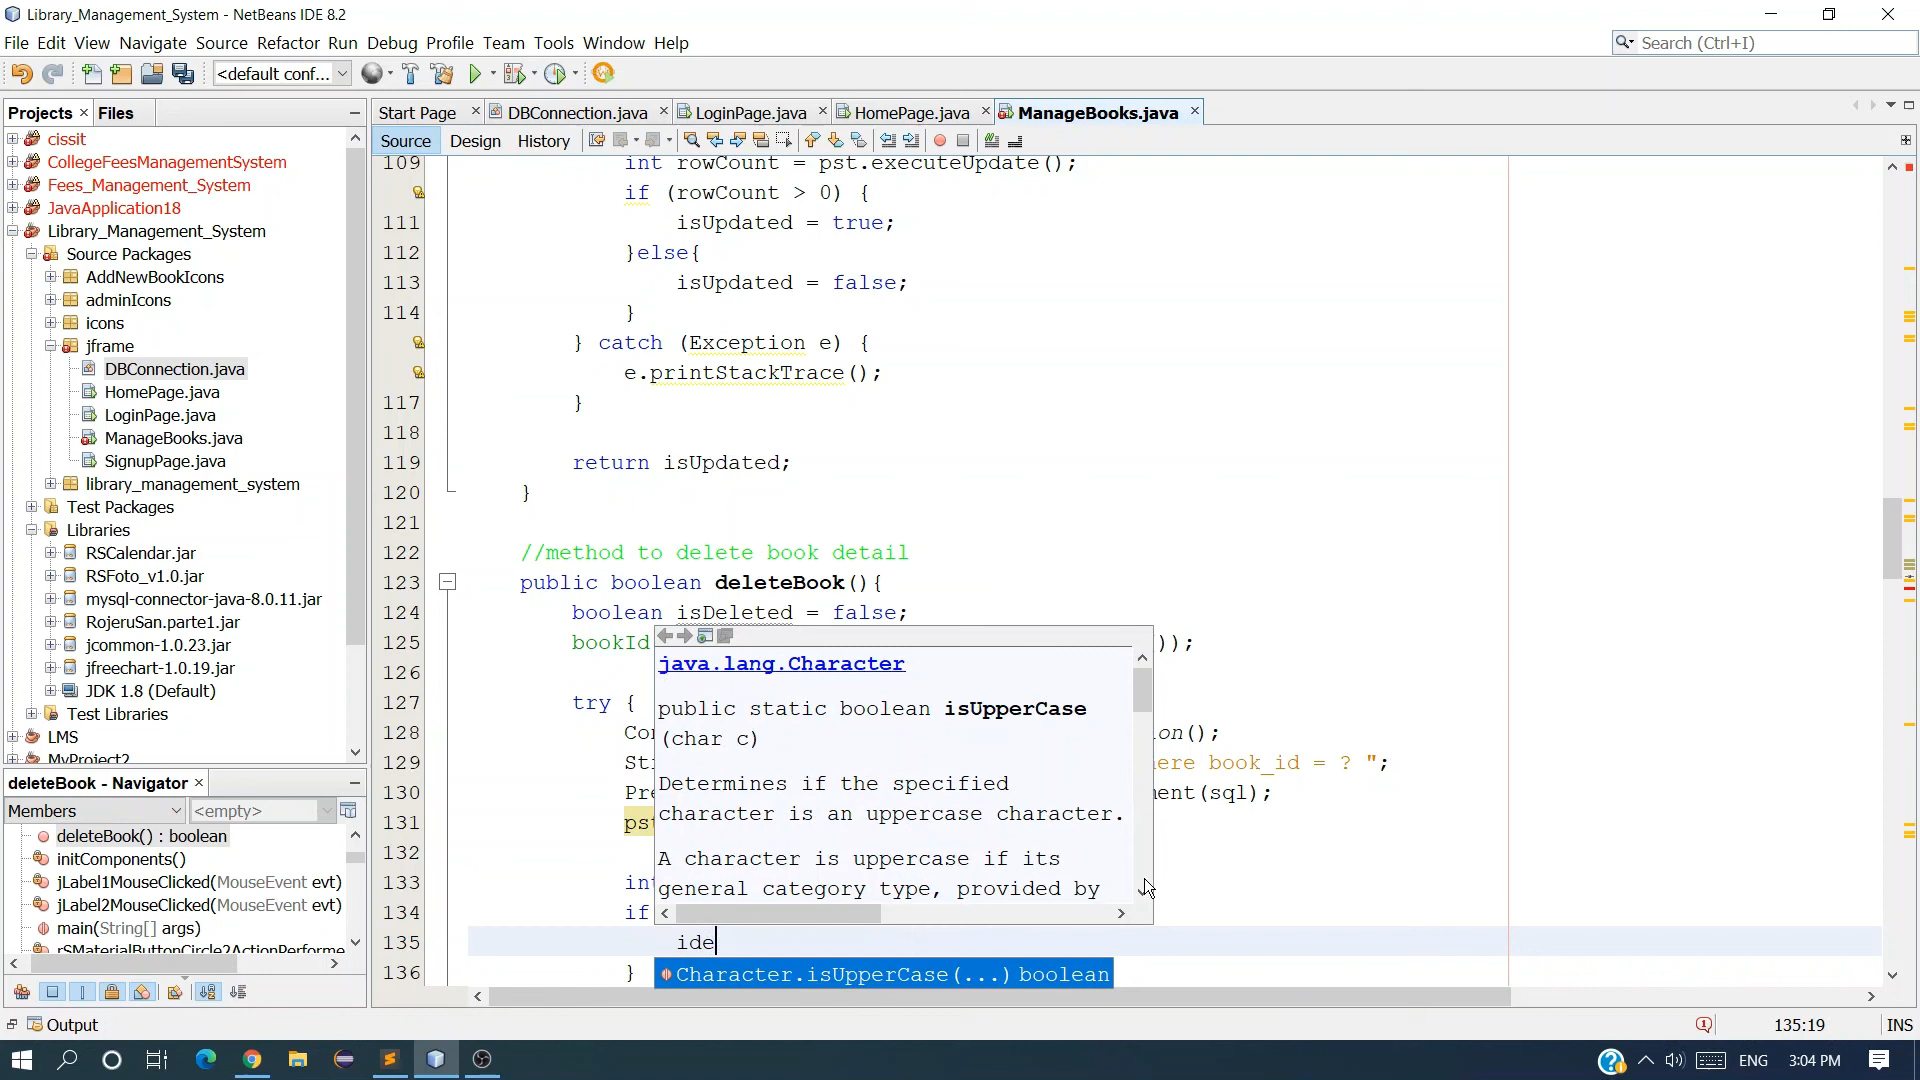 Library_Management_System - NetBeans IDE 8.2
File Edit View Navigate Source Refactor Run Debug Profile Team Tools Window Help
Search (Ctrl+I)
<default conf...
Projects
Files
cissit
CollegeFeesManagementSystem
Fees_Management_System
JavaApplication18
Library_Management_System
Source Packages
AddNewBookIcons
adminIcons
icons
jframe
DBConnection.java
HomePage.java
LoginPage.java
ManageBooks.java
SignupPage.java
library_management_system
Test Packages
Libraries
RSCalendar.jar
RSFoto_v1.0.jar
mysql-connector-java-8.0.11.jar
RojeruSan.parte1.jar
jcommon-1.0.23.jar
jfreechart-1.0.19.jar
JDK 1.8 (Default)
Test Libraries
LMS
MyProject2
deleteBook - Navigator
Members
<empty>
deleteBook() : boolean
initComponents()
jLabel1MouseClicked(MouseEvent evt)
jLabel2MouseClicked(MouseEvent evt)
main(String[] args)
rSMaterialButtonCircle2ActionPerforme
Start Page
DBConnection.java
LoginPage.java
HomePage.java
ManageBooks.java
Source Design History
109 int rowCount = pst.executeUpdate();
if (rowCount > 0) {
111 isUpdated = true;
112 }else{
113 isUpdated = false;
114 }
} catch (Exception e) {
e.printStackTrace();
117 }
118
119 return isUpdated;
120 }
121
122 //method to delete book detail
123 public boolean deleteBook(){
124 boolean isDeleted = false;
125 bookId ));
126
127 try {
128 Con ion();
129 Str ere book_id = ? ";
130 Pre ment(sql);
131 pst
132
133 int
134 if
135 ide
136 }
java.lang.Character
public static boolean isUpperCase
(char c)
Determines if the specified
character is an uppercase character.
A character is uppercase if its
general category type, provided by
Character.isUpperCase(...) boolean
Output
135:19
INS
ENG
3:04 PM